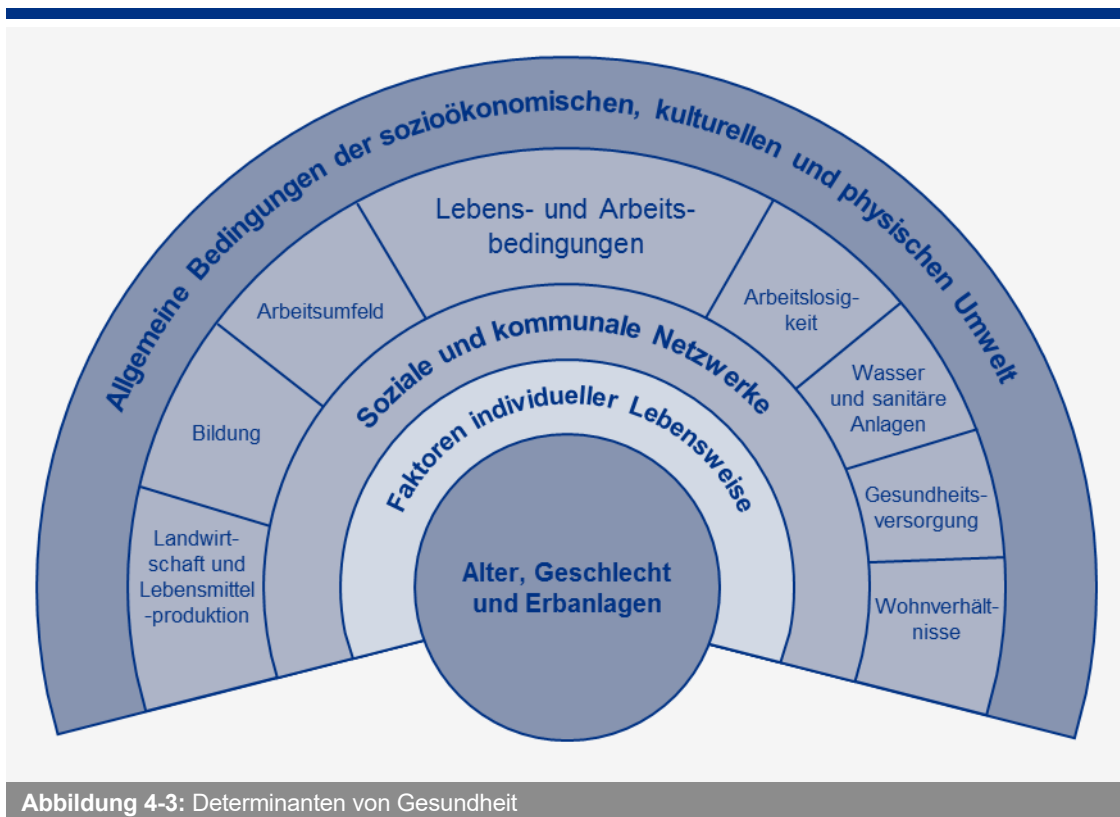 Allgemeine Bedingungen der sozioökonomischen, kulturellen und physischen Umwelt
Lebens- und Arbeits-
bedingungen
Arbeitsumfeld
Arbeitslosig-
keit
Bildung
Wasser
und sanitäre
Anlagen
Landwirt-
schaft und
Lebensmittel
-produktion
Gesundheits-
versorgung
Wohnverhält-
nisse
Soziale und kommunale Netzwerke
Faktoren individueller Lebensweise
Alter, Geschlecht
und Erbanlagen
Abbildung 4-3: Determinanten von Gesundheit